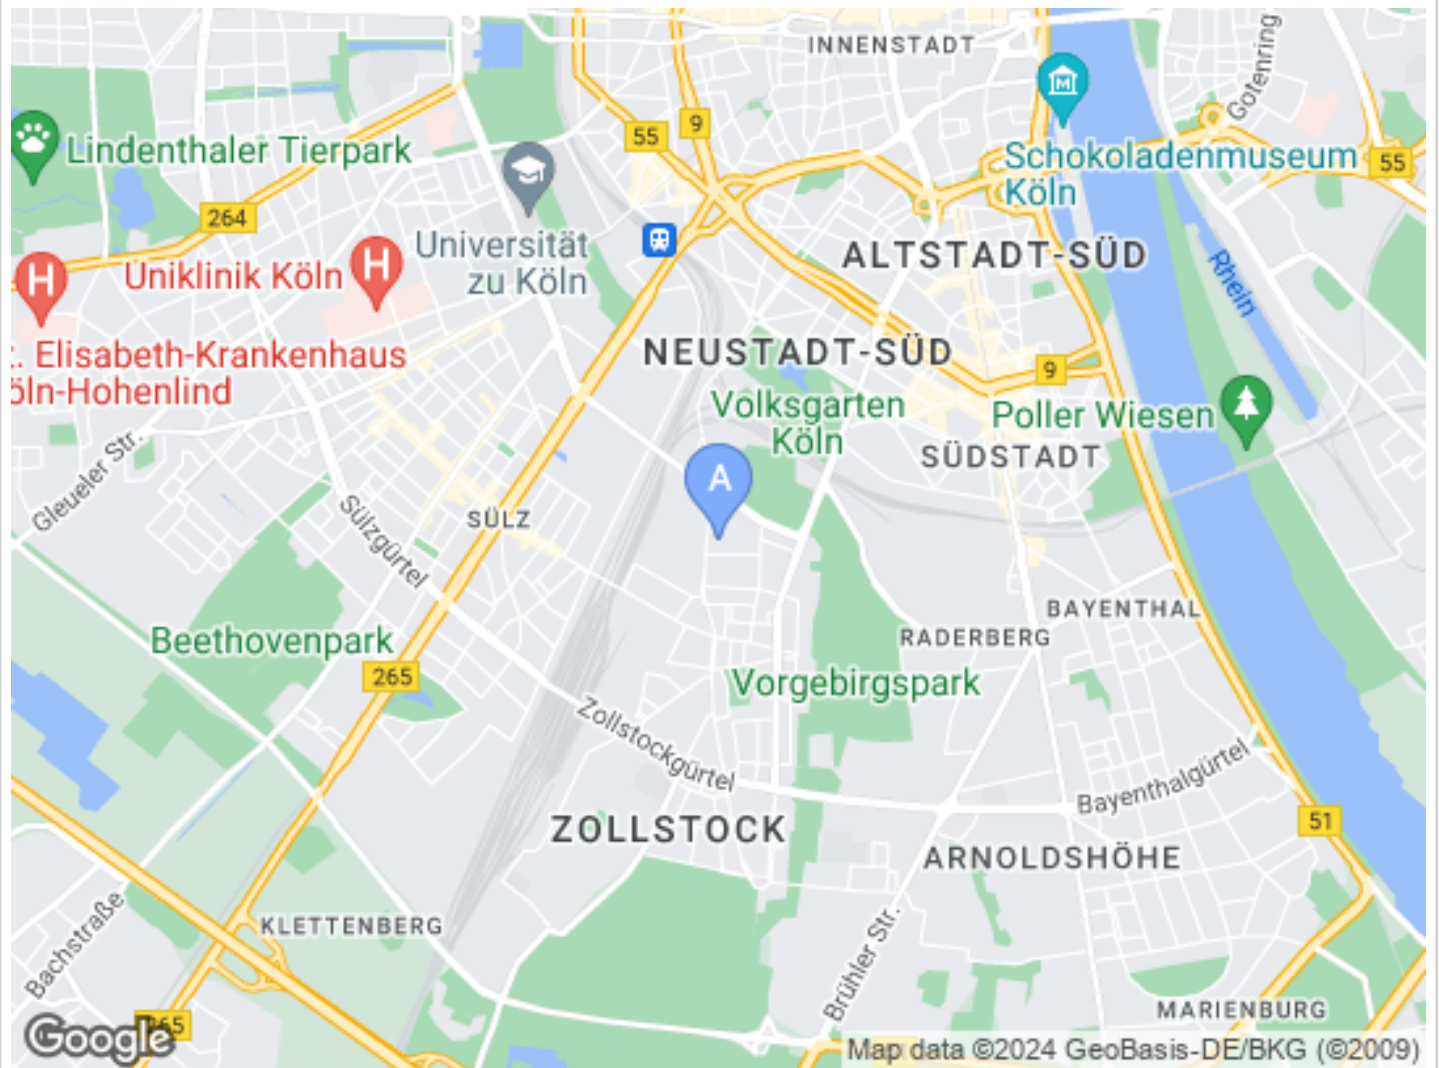 INNENSTADT
M
Gotenring
9
55
Lindenthaler Tierpark
Schokoladenmuseum
Köln
55
264
Universität
zu Köln
ALTSTADT-SÜD
H
Uniklinik Köln
H
Rhein
. Elisabeth-Krankenhaus
öln-Hohenlind
NEUSTADT-SÜD
9
Volksgarten
Köln
Poller Wiesen
SÜDSTADT
Gleueler Str.
A
SÜLZ
Sülzgürtel
BAYENTHAL
Beethovenpark
RADERBERG
265
Vorgebirgspark
Zollstockgürtel
Bayenthalgürtel
ZOLLSTOCK
51
ARNOLDSHÖHE
KLETTENBERG
Bachstraße
Brühler Str.
MARIENBURG
265
Google
Map data ©2024 GeoBasis-DE/BKG (©2009)